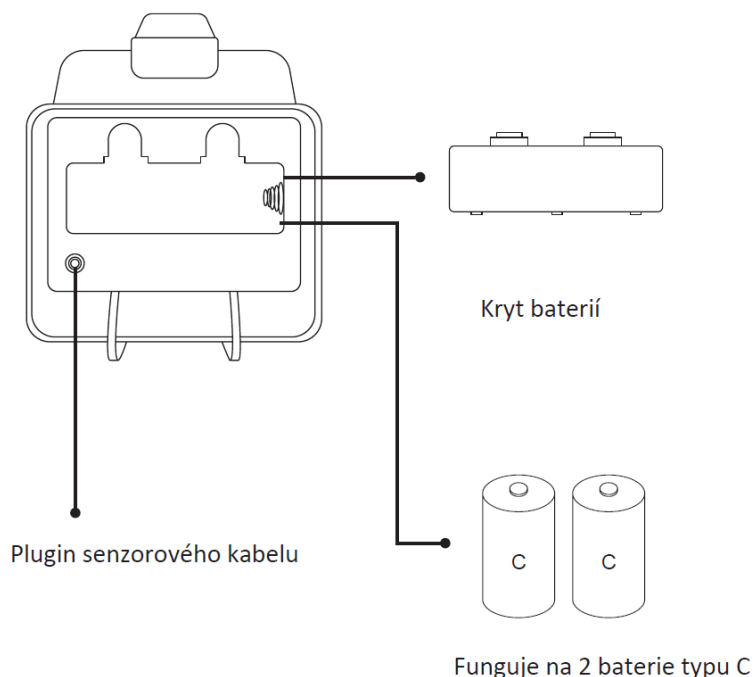 Kryt baterií
Plugin senzorového kabelu
C
C
Funguje na 2 baterie typu C